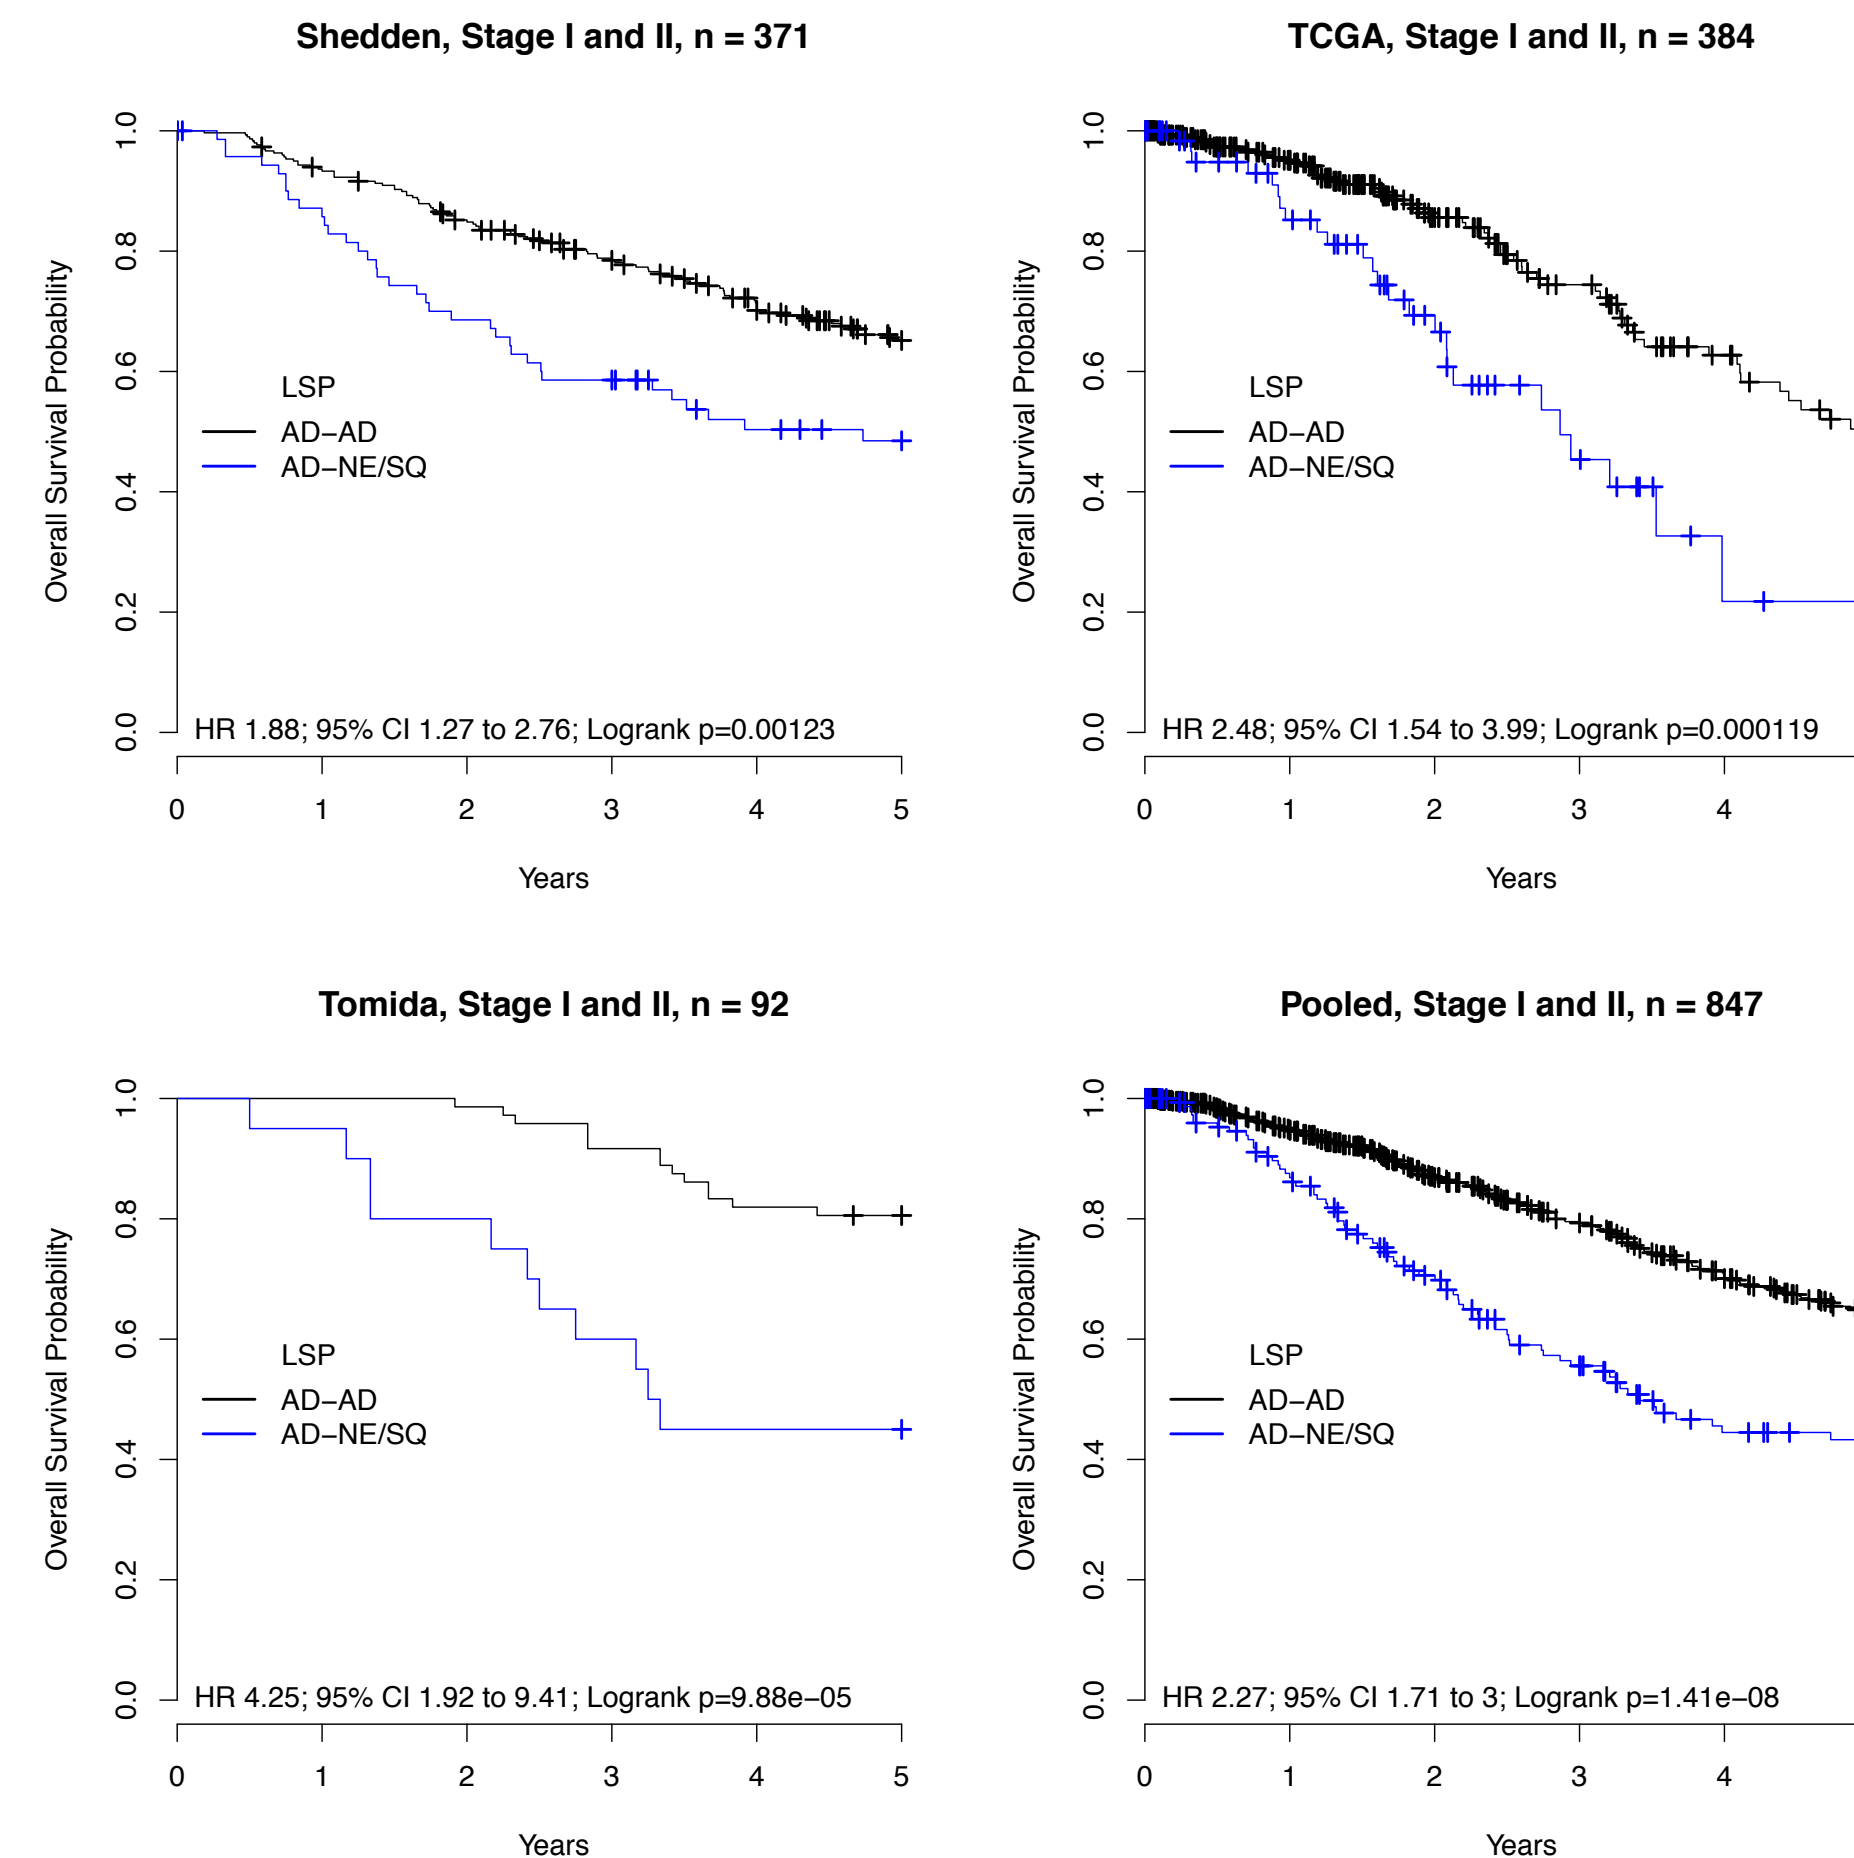 Shedden, Stage I and II, n = 371
Overall Survival Probability
1.0
0.8
0.6
0.4
0.2
0.0
LSP
AD−AD
AD−NE/SQ
HR 1.88; 95% CI 1.27 to 2.76; Logrank p=0.00123
0 1 2 3 4 5
Years
TCGA, Stage I and II, n = 384
Overall Survival Probability
1.0
0.8
0.6
0.4
0.2
0.0
LSP
AD−AD
AD−NE/SQ
HR 2.48; 95% CI 1.54 to 3.99; Logrank p=0.000119
0 1 2 3 4
Years
Tomida, Stage I and II, n = 92
Overall Survival Probability
1.0
0.8
0.6
0.4
0.2
0.0
LSP
AD−AD
AD−NE/SQ
HR 4.25; 95% CI 1.92 to 9.41; Logrank p=9.88e−05
0 1 2 3 4 5
Years
Pooled, Stage I and II, n = 847
Overall Survival Probability
1.0
0.8
0.6
0.4
0.2
0.0
LSP
AD−AD
AD−NE/SQ
HR 2.27; 95% CI 1.71 to 3; Logrank p=1.41e−08
0 1 2 3 4
Years